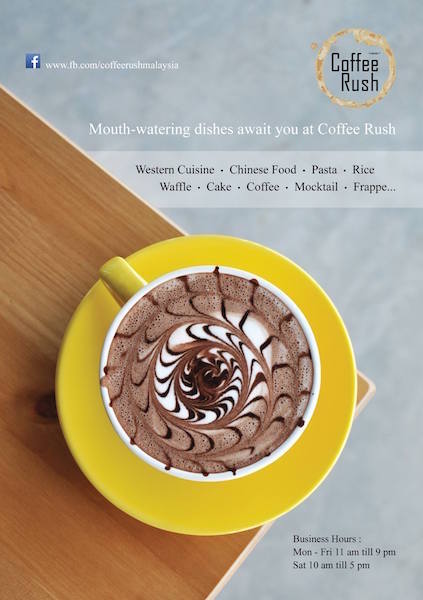 www.fb.com/coffeerushmalaysia
Coffee
Rush
Mouth-watering dishes await you at Coffee Rush
Western Cuisine • Chinese Food • Pasta • Rice
Waffle • Cake • Coffee • Mocktail • Frappe...
Business Hours :
Mon - Fri 11 am till 9 pm
Sat 10 am till 5 pm